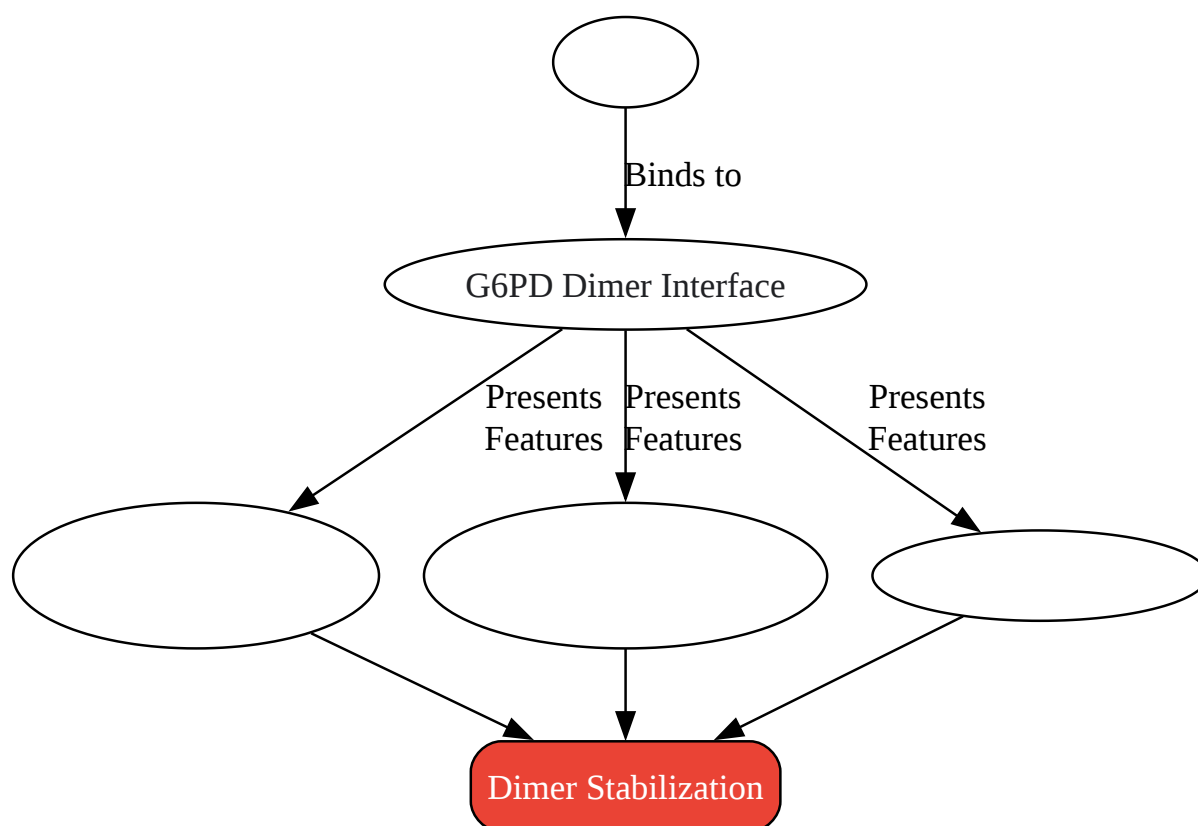 Binds to
G6PD Dimer Interface
Presents
Features
Presents
Features
Presents
Features
Dimer Stabilization